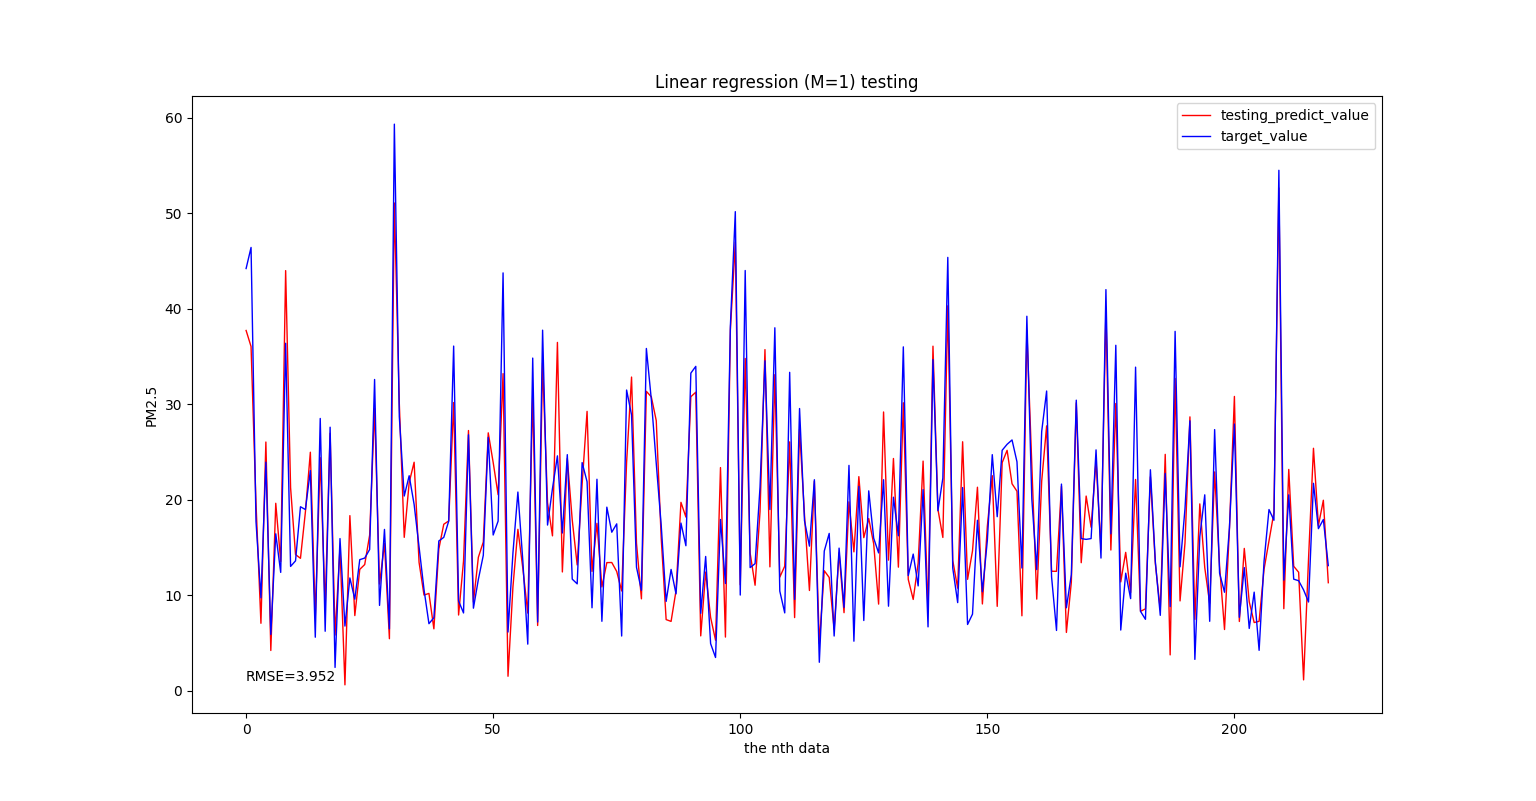 Linear regression (M=1) testing
testing_predict_value
target_value
60
50
40
30
20
10
0
PM2.5
RMSE=3.952
0
50
100
150
200
the nth data